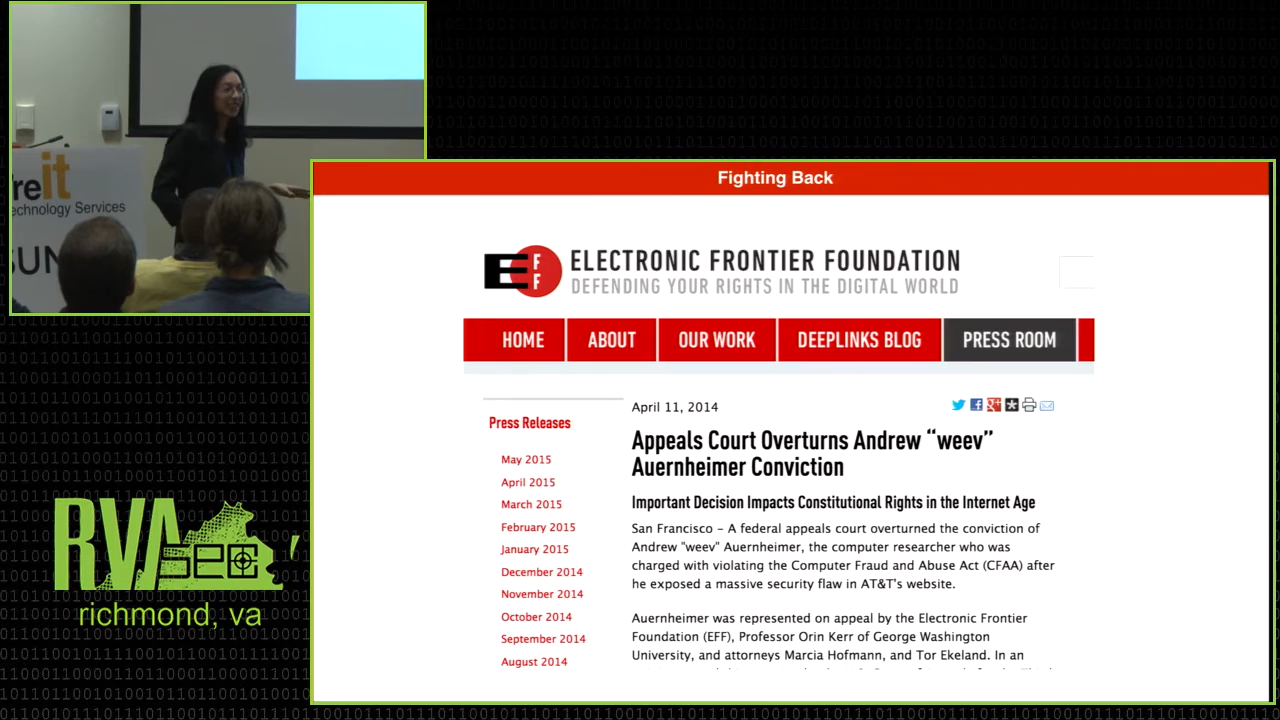 reit
echnology Services
SUN
Fighting Back
EFF
ELECTRONIC FRONTIER FOUNDATION
DEFENDING YOUR RIGHTS IN THE DIGITAL WORLD
HOME ABOUT OUR WORK DEEPLINKS BLOG PRESS ROOM
Press Releases
May 2015
April 2015
March 2015
February 2015
January 2015
December 2014
November 2014
October 2014
September 2014
August 2014
April 11, 2014
Appeals Court Overturns Andrew “weev”
Auernheimer Conviction
Important Decision Impacts Constitutional Rights in the Internet Age
San Francisco - A federal appeals court overturned the conviction of
Andrew "weev" Auernheimer, the computer researcher who was
charged with violating the Computer Fraud and Abuse Act (CFAA) after
he exposed a massive security flaw in AT&T's website.
Auernheimer was represented on appeal by the Electronic Frontier
Foundation (EFF), Professor Orin Kerr of George Washington
University, and attorneys Marcia Hofmann, and Tor Ekeland. In an
RVAsec
richmond, va